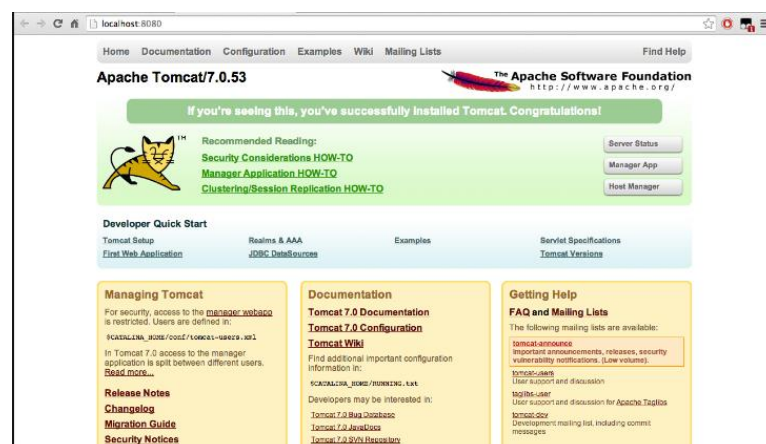 localhost:8080
Home Documentation Configuration Examples Wiki Mailing Lists Find Help
Apache Tomcat/7.0.53
The Apache Software Foundation
http://www.apache.org/
If you're seeing this, you've successfully installed Tomcat. Congratulations!
TM
Recommended Reading:
Security Considerations HOW-TO
Manager Application HOW-TO
Clustering/Session Replication HOW-TO
Server Status
Manager App
Host Manager
Developer Quick Start
Tomcat Setup
First Web Application
Realms & AAA
JDBC DataSources
Examples
Servlet Specifications
Tomcat Versions
Managing Tomcat
For security, access to the manager webapp
is restricted. Users are defined in:
$CATALINA_HOME/conf/tomcat-users.xml
In Tomcat 7.0 access to the manager
application is split between different users.
Read more...
Release Notes
Changelog
Migration Guide
Security Notices
Documentation
Tomcat 7.0 Documentation
Tomcat 7.0 Configuration
Tomcat Wiki
Find additional important configuration
information in:
$CATALINA_HOME/RUNNING.txt
Developers may be interested in:
Tomcat 7.0 Bug Database
Tomcat 7.0 JavaDocs
Tomcat 7.0 SVN Repository
Getting Help
FAQ and Mailing Lists
The following mailing lists are available:
tomcat-announce
Important announcements, releases, security
vulnerability notifications. (Low volume).
tomcat-users
User support and discussion
taglibs-user
User support and discussion for Apache Taglibs
tomcat-dev
Development mailing list, including commit
messages